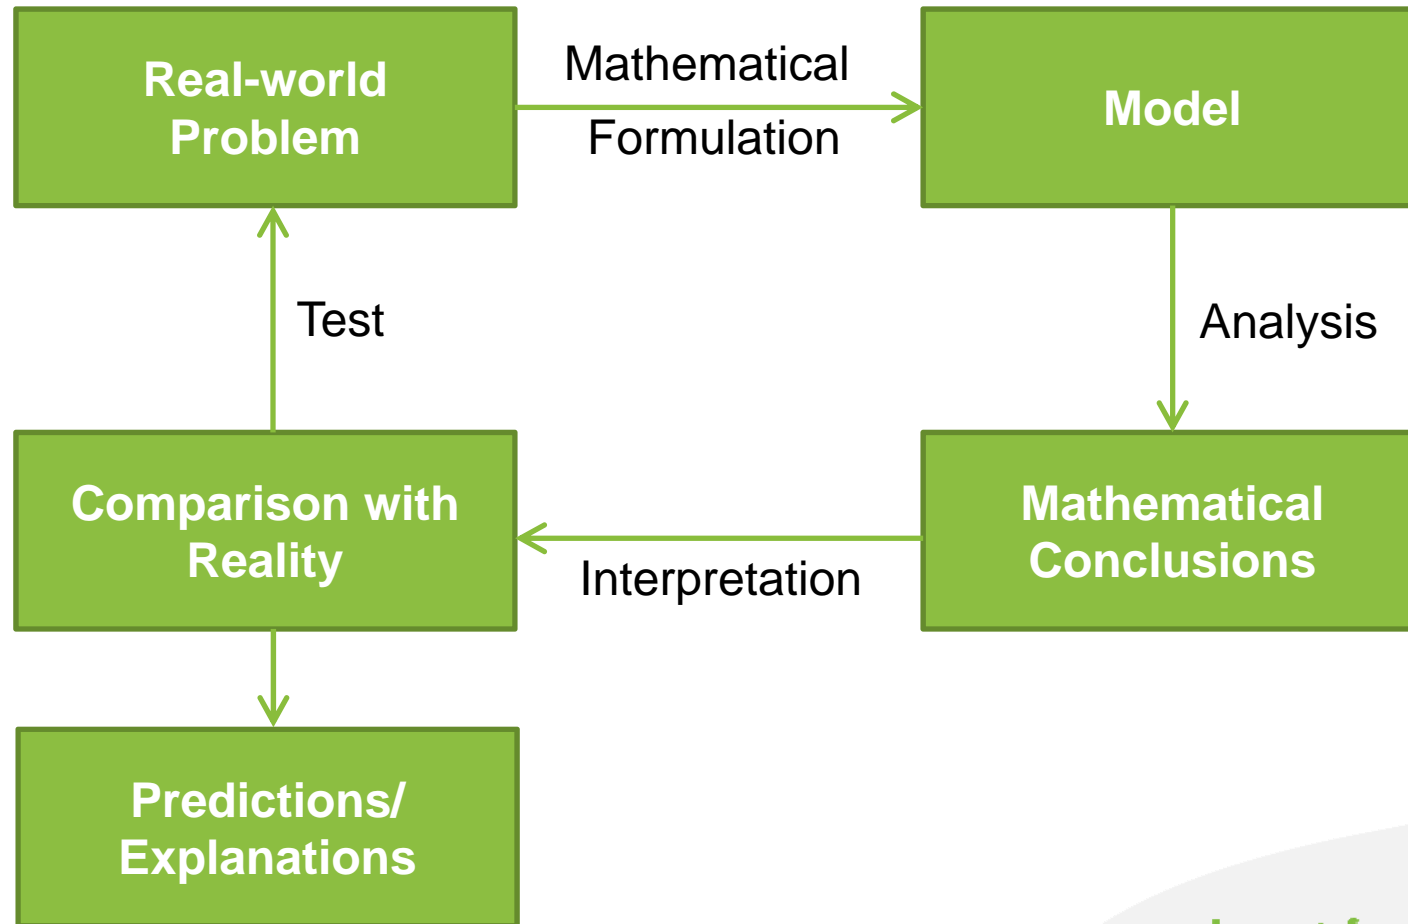 Real-world
Problem
Mathematical
Formulation
Model
Test
Analysis
Comparison with
Reality
Interpretation
Mathematical
Conclusions
Predictions/
Explanations